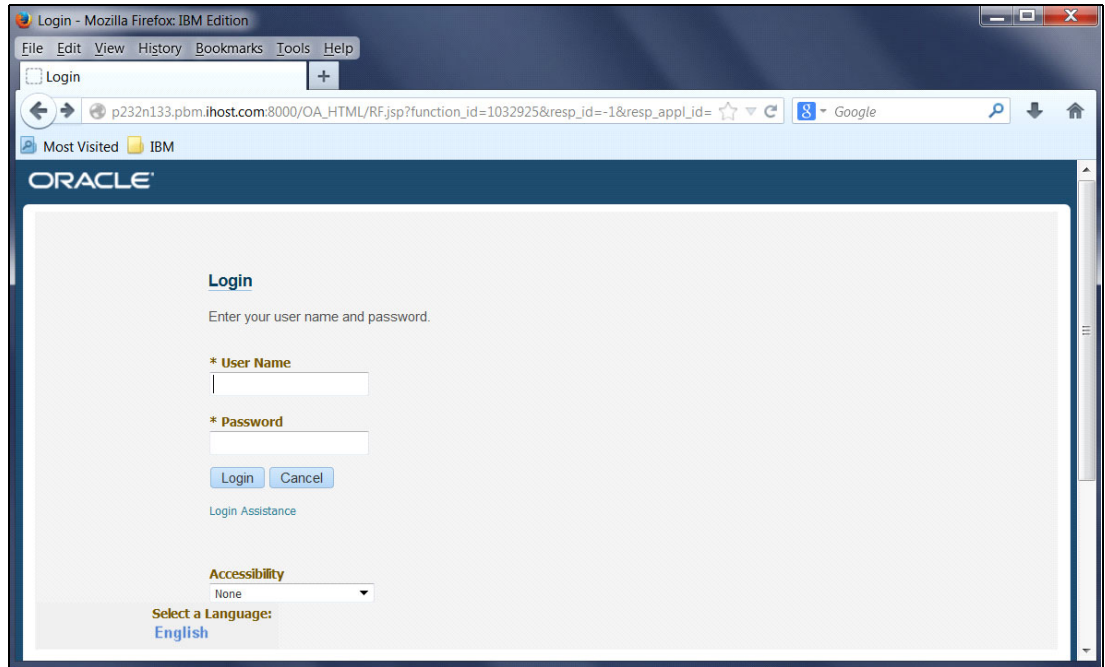 Login - Mozilla Firefox: IBM Edition
File Edit View History Bookmarks Tools Help
Login
p232n133.pbm.ihost.com:8000/OA_HTML/RF.jsp?function_id=1032925&resp_id=-1&resp_appl_id= Google
Most Visited IBM
ORACLE
Login
Enter your user name and password.
* User Name
* Password
Login Cancel
Login Assistance
Accessibility
None
Select a Language:
English